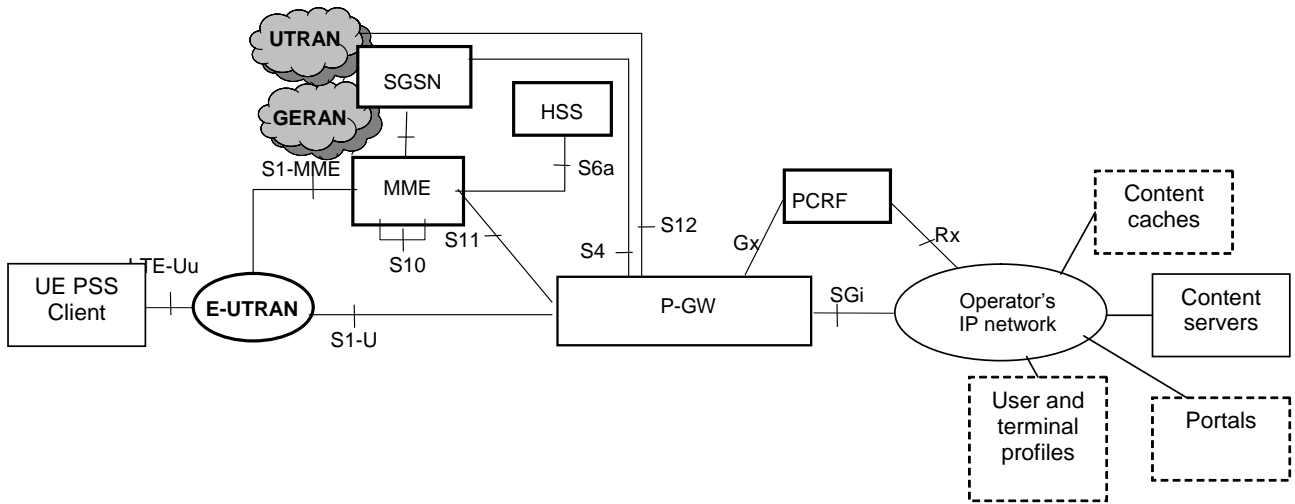 UTRAN
SGSN
GERAN
HSS
S1-MME
S6a
MME
PCRF
Content
caches
S11
S12
Gx
Rx
S4
S10
LTE-Uu
UE PSS
Client
E-UTRAN
P-GW
SGi
Operator's
IP network
Content
servers
S1-U
User and
terminal
profiles
Portals